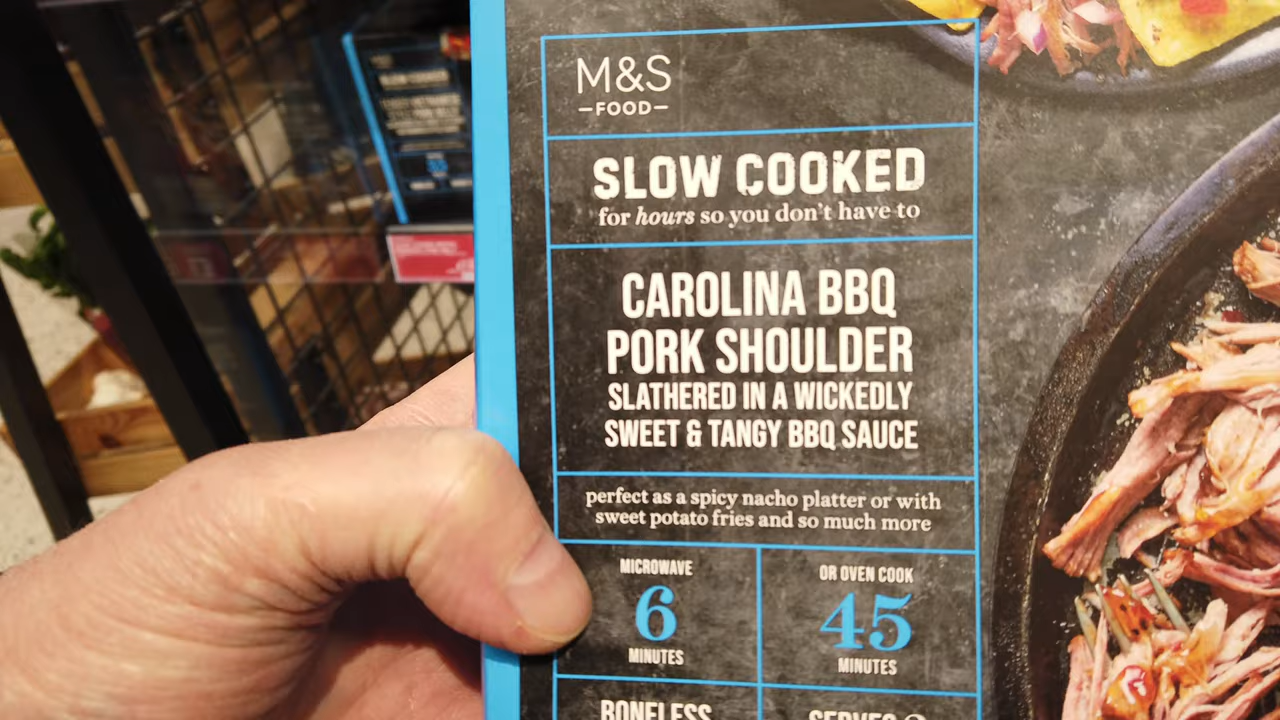 M&S
—FOOD—
SLOW COOKED
for hours so you don't have to
CAROLINA BBQ
PORK SHOULDER
SLATHERED IN A WICKEDLY
SWEET & TANGY BBQ SAUCE
perfect as a spicy nacho platter or with
sweet potato fries and so much more
MICROWAVE
6
MINUTES
OR OVEN COOK
45
MINUTES
BONELESS
SERVES